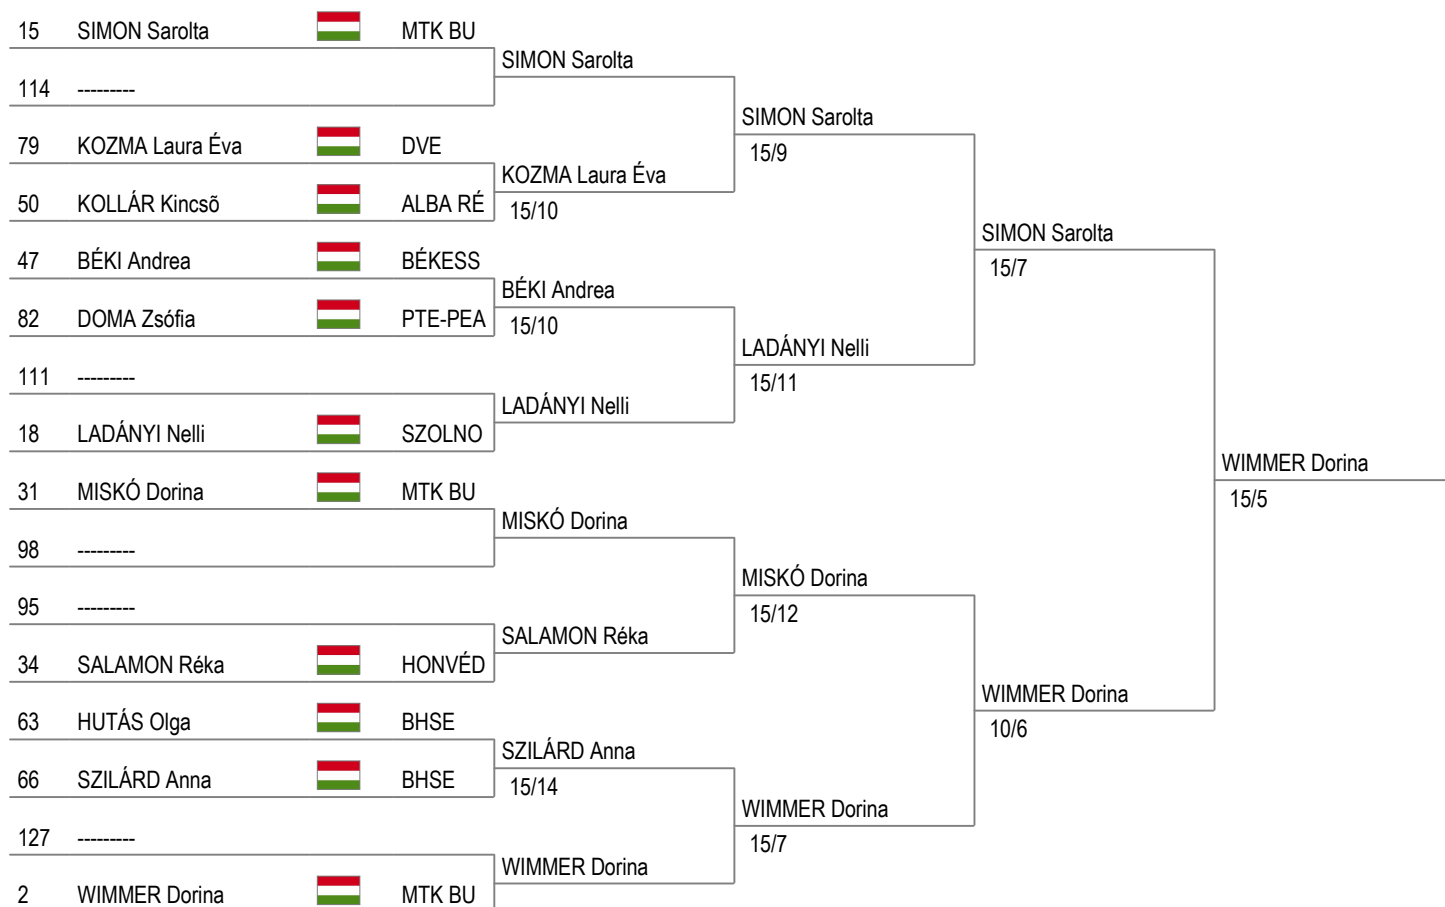 15 SIMON Sarolta MTK BU
SIMON Sarolta
114 ---------
SIMON Sarolta
79 KOZMA Laura Éva DVE
15/9
KOZMA Laura Éva
50 KOLLÁR Kincsõ ALBA RÉ
15/10
SIMON Sarolta
47 BÉKI Andrea BÉKESS
15/7
BÉKI Andrea
82 DOMA Zsófia PTE-PEA
15/10
LADÁNYI Nelli
111 ---------
15/11
LADÁNYI Nelli
18 LADÁNYI Nelli SZOLNO
WIMMER Dorina
31 MISKÓ Dorina MTK BU
15/5
MISKÓ Dorina
98 ---------
MISKÓ Dorina
95 ---------
15/12
SALAMON Réka
34 SALAMON Réka HONVÉD
WIMMER Dorina
63 HUTÁS Olga BHSE
10/6
SZILÁRD Anna
66 SZILÁRD Anna BHSE
15/14
WIMMER Dorina
127 ---------
15/7
WIMMER Dorina
2 WIMMER Dorina MTK BU